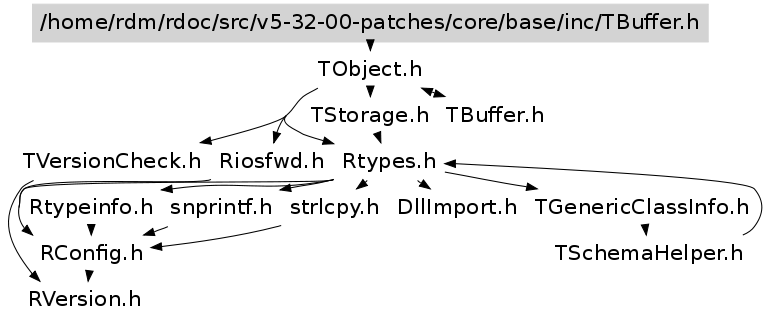 /home/rdm/rdoc/src/v5-32-00-patches/core/base/inc/TBuffer.h
TObject.h
TStorage.h TBuffer.h
TVersionCheck.h Riosfwd.h Rtypes.h
Rtypeinfo.h snprintf.h strlcpy.h DllImport.h TGenericClassInfo.h
RConfig.h TSchemaHelper.h
RVersion.h